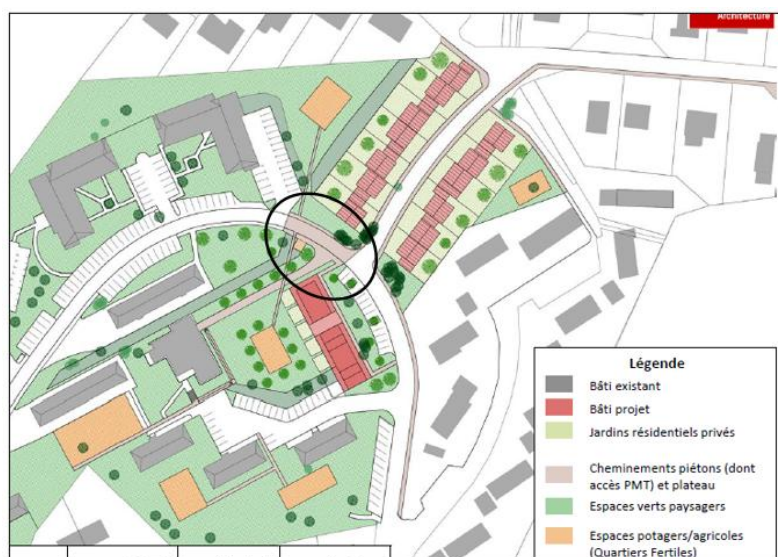 Architecture
Légende
Bâti existant
Bâti projet
Jardins résidentiels privés
Cheminements piétons (dont
accès PMT) et plateau
Espaces verts paysagers
Espaces potagers/agricoles
(Quartiers Fertiles)